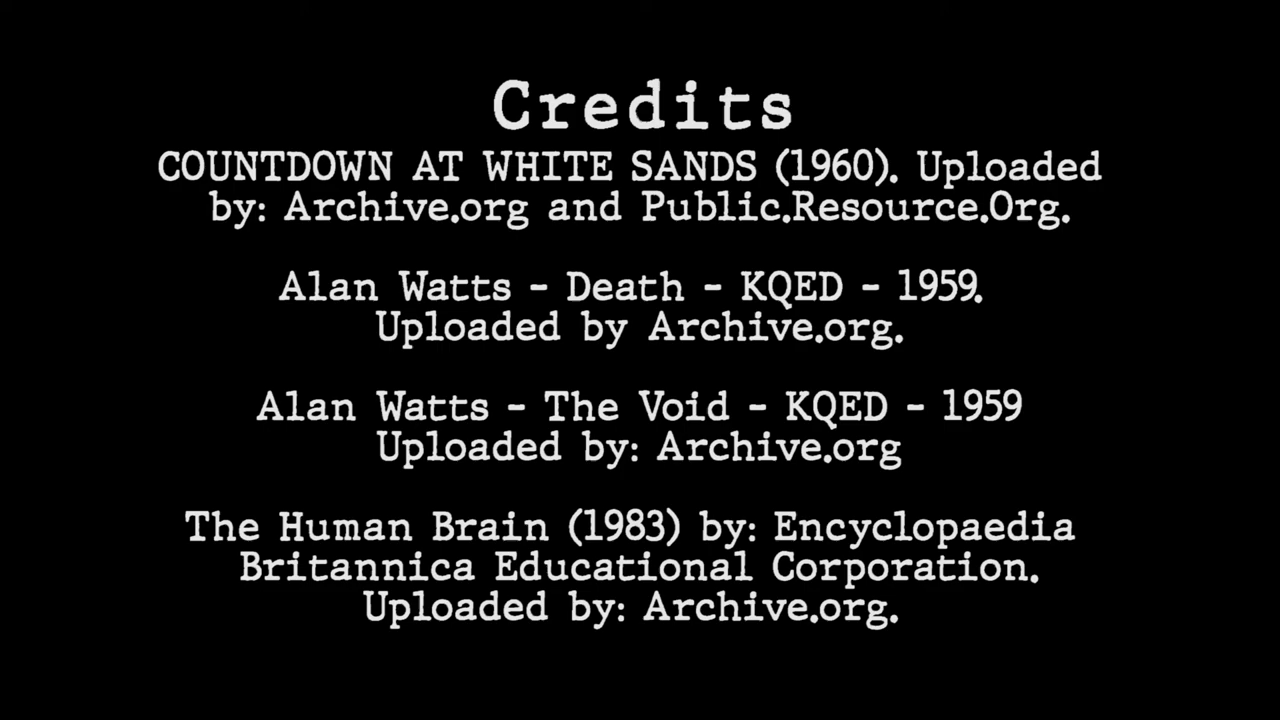 Credits
COUNTDOWN AT WHITE SANDS (1960). Uploaded
by: Archive.org and Public.Resource.Org.
Alan Watts - Death - KQED - 1959.
Uploaded by Archive.org.
Alan Watts - The Void - KQED - 1959
Uploaded by: Archive.org
The Human Brain (1983) by: Encyclopaedia
Britannica Educational Corporation.
Uploaded by: Archive.org.